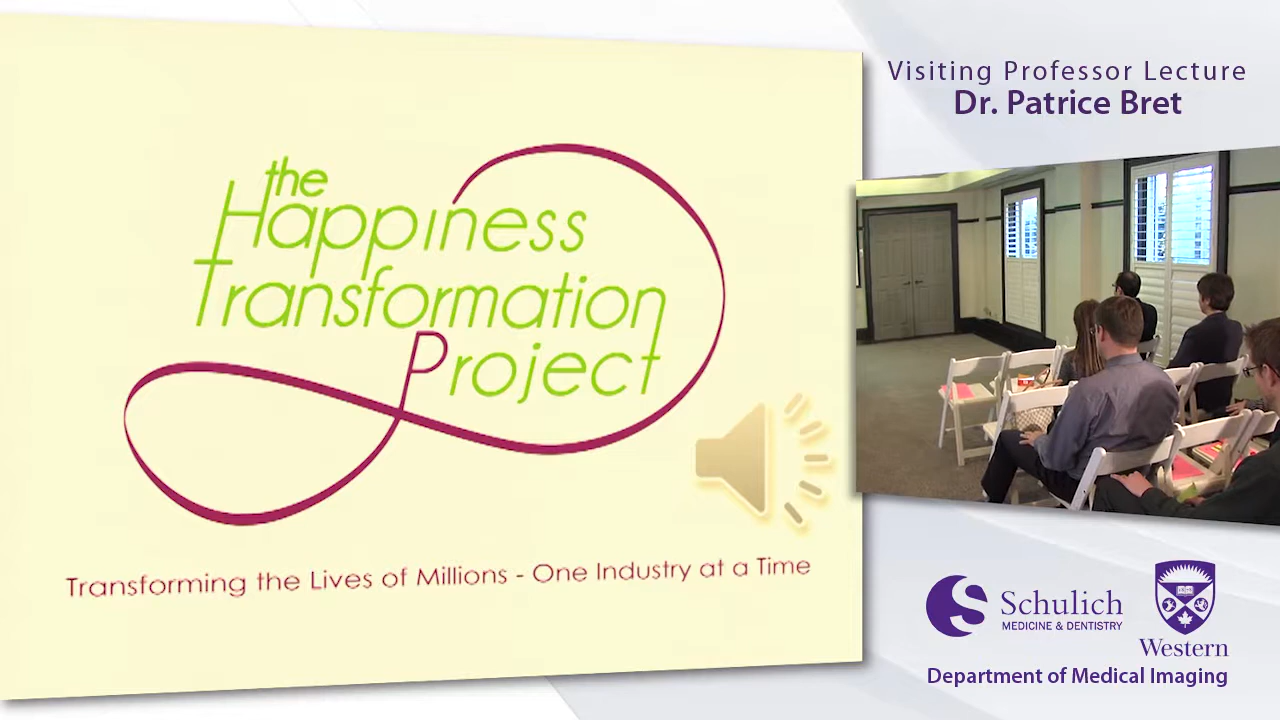 the
Happiness
Transformation
Project
Transforming the Lives of Millions - One Industry at a Time
Visiting Professor Lecture
Dr. Patrice Bret
Schulich
MEDICINE & DENTISTRY
Western
Department of Medical Imaging